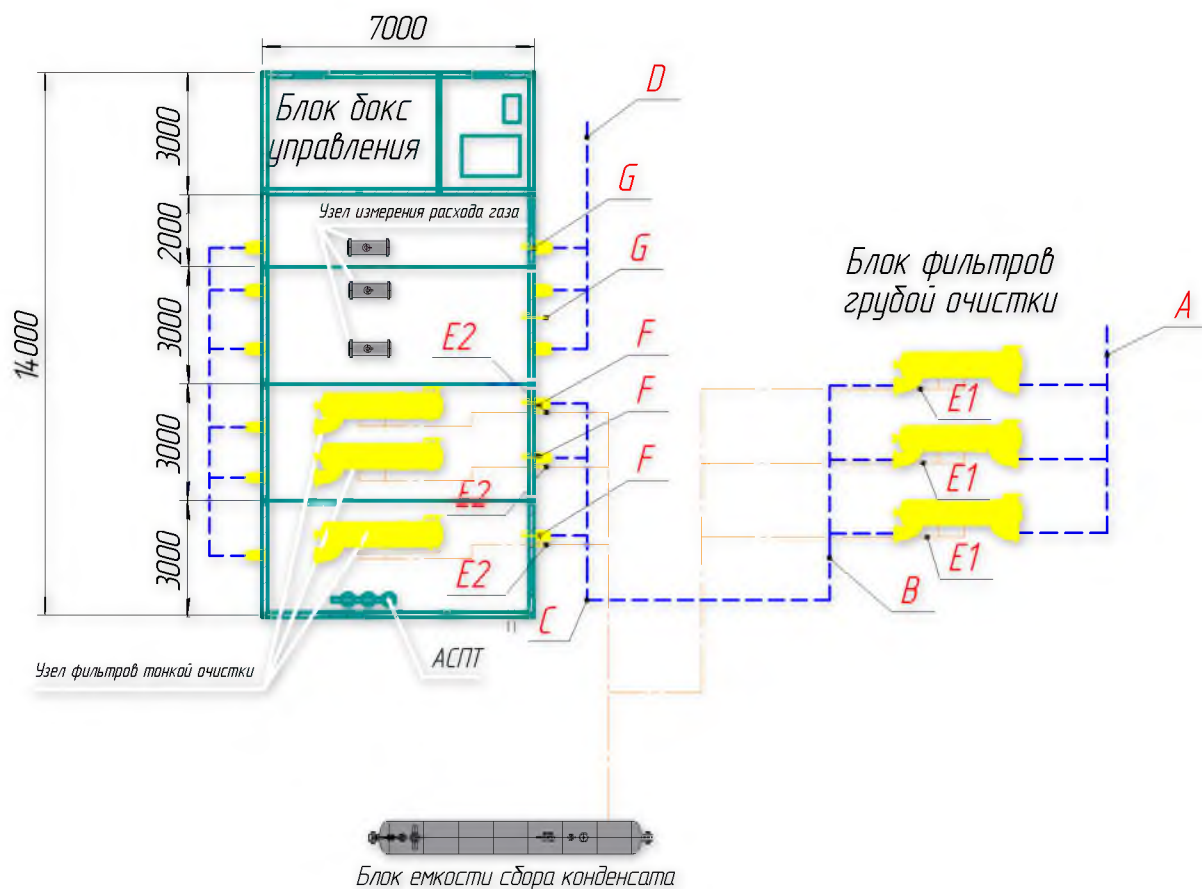 7000
D
Блок бокс
управления
3000
G
Узел измерения расхода газа
2000
G
Блок фильтров
грубой очистки
A
14000
3000
E2
F
E1
F
3000
E2
F
E1
3000
E2
E1
C
B
АСПТ
Узел фильтров тонкой очистки
Блок емкости сбора конденсата